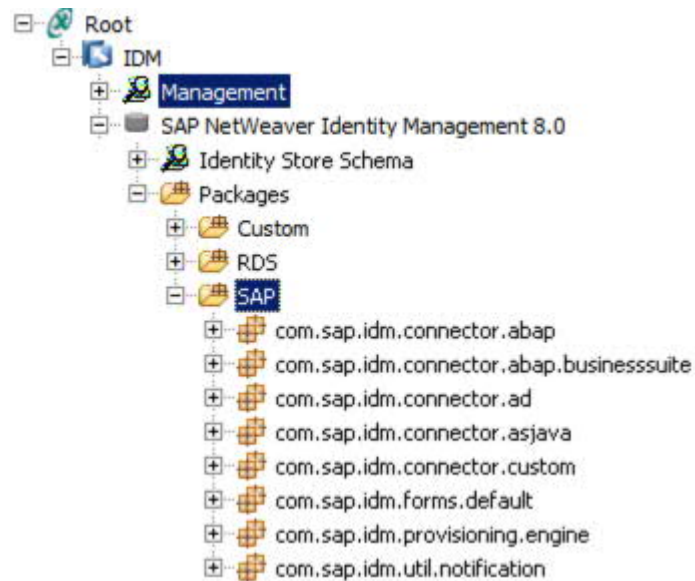 Root
IDM
Management
SAP NetWeaver Identity Management 8.0
Identity Store Schema
Packages
Custom
RDS
SAP
com.sap.idm.connector.abap
com.sap.idm.connector.abap.businesssuite
com.sap.idm.connector.ad
com.sap.idm.connector.asjava
com.sap.idm.connector.custom
com.sap.idm.forms.default
com.sap.idm.provisioning.engine
com.sap.idm.util.notification